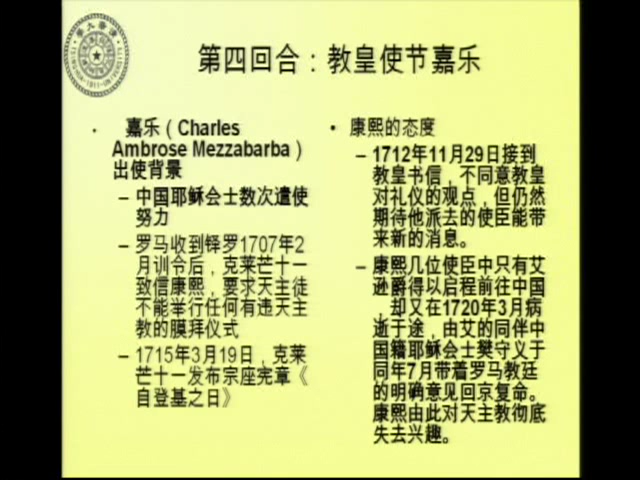 第四回合：教皇使节嘉乐
• 嘉乐（Charles
Ambrose Mezzabarba）
出使背景
– 中国耶稣会士数次遣使
努力
– 罗马收到铎罗1707年2
月训令后，克莱芒十一
致信康熙，要求天主徒
不能举行任何有违天主
教的膜拜仪式
– 1715年3月19日，克莱
芒十一发布宗座宪章《
自登基之日》
• 康熙的态度
– 1712年11月29日接到
教皇书信，不同意教皇
对礼仪的观点，但仍然
期待他派去的使臣能带
来新的消息。
– 康熙几位使臣中只有艾
逊爵得以启程前往中国
，却又在1720年3月病
逝于途，由艾的同伴中
国籍耶稣会士樊守义于
同年7月带着罗马教廷
的明确意见回京复命。
康熙由此对天主教彻底
失去兴趣。